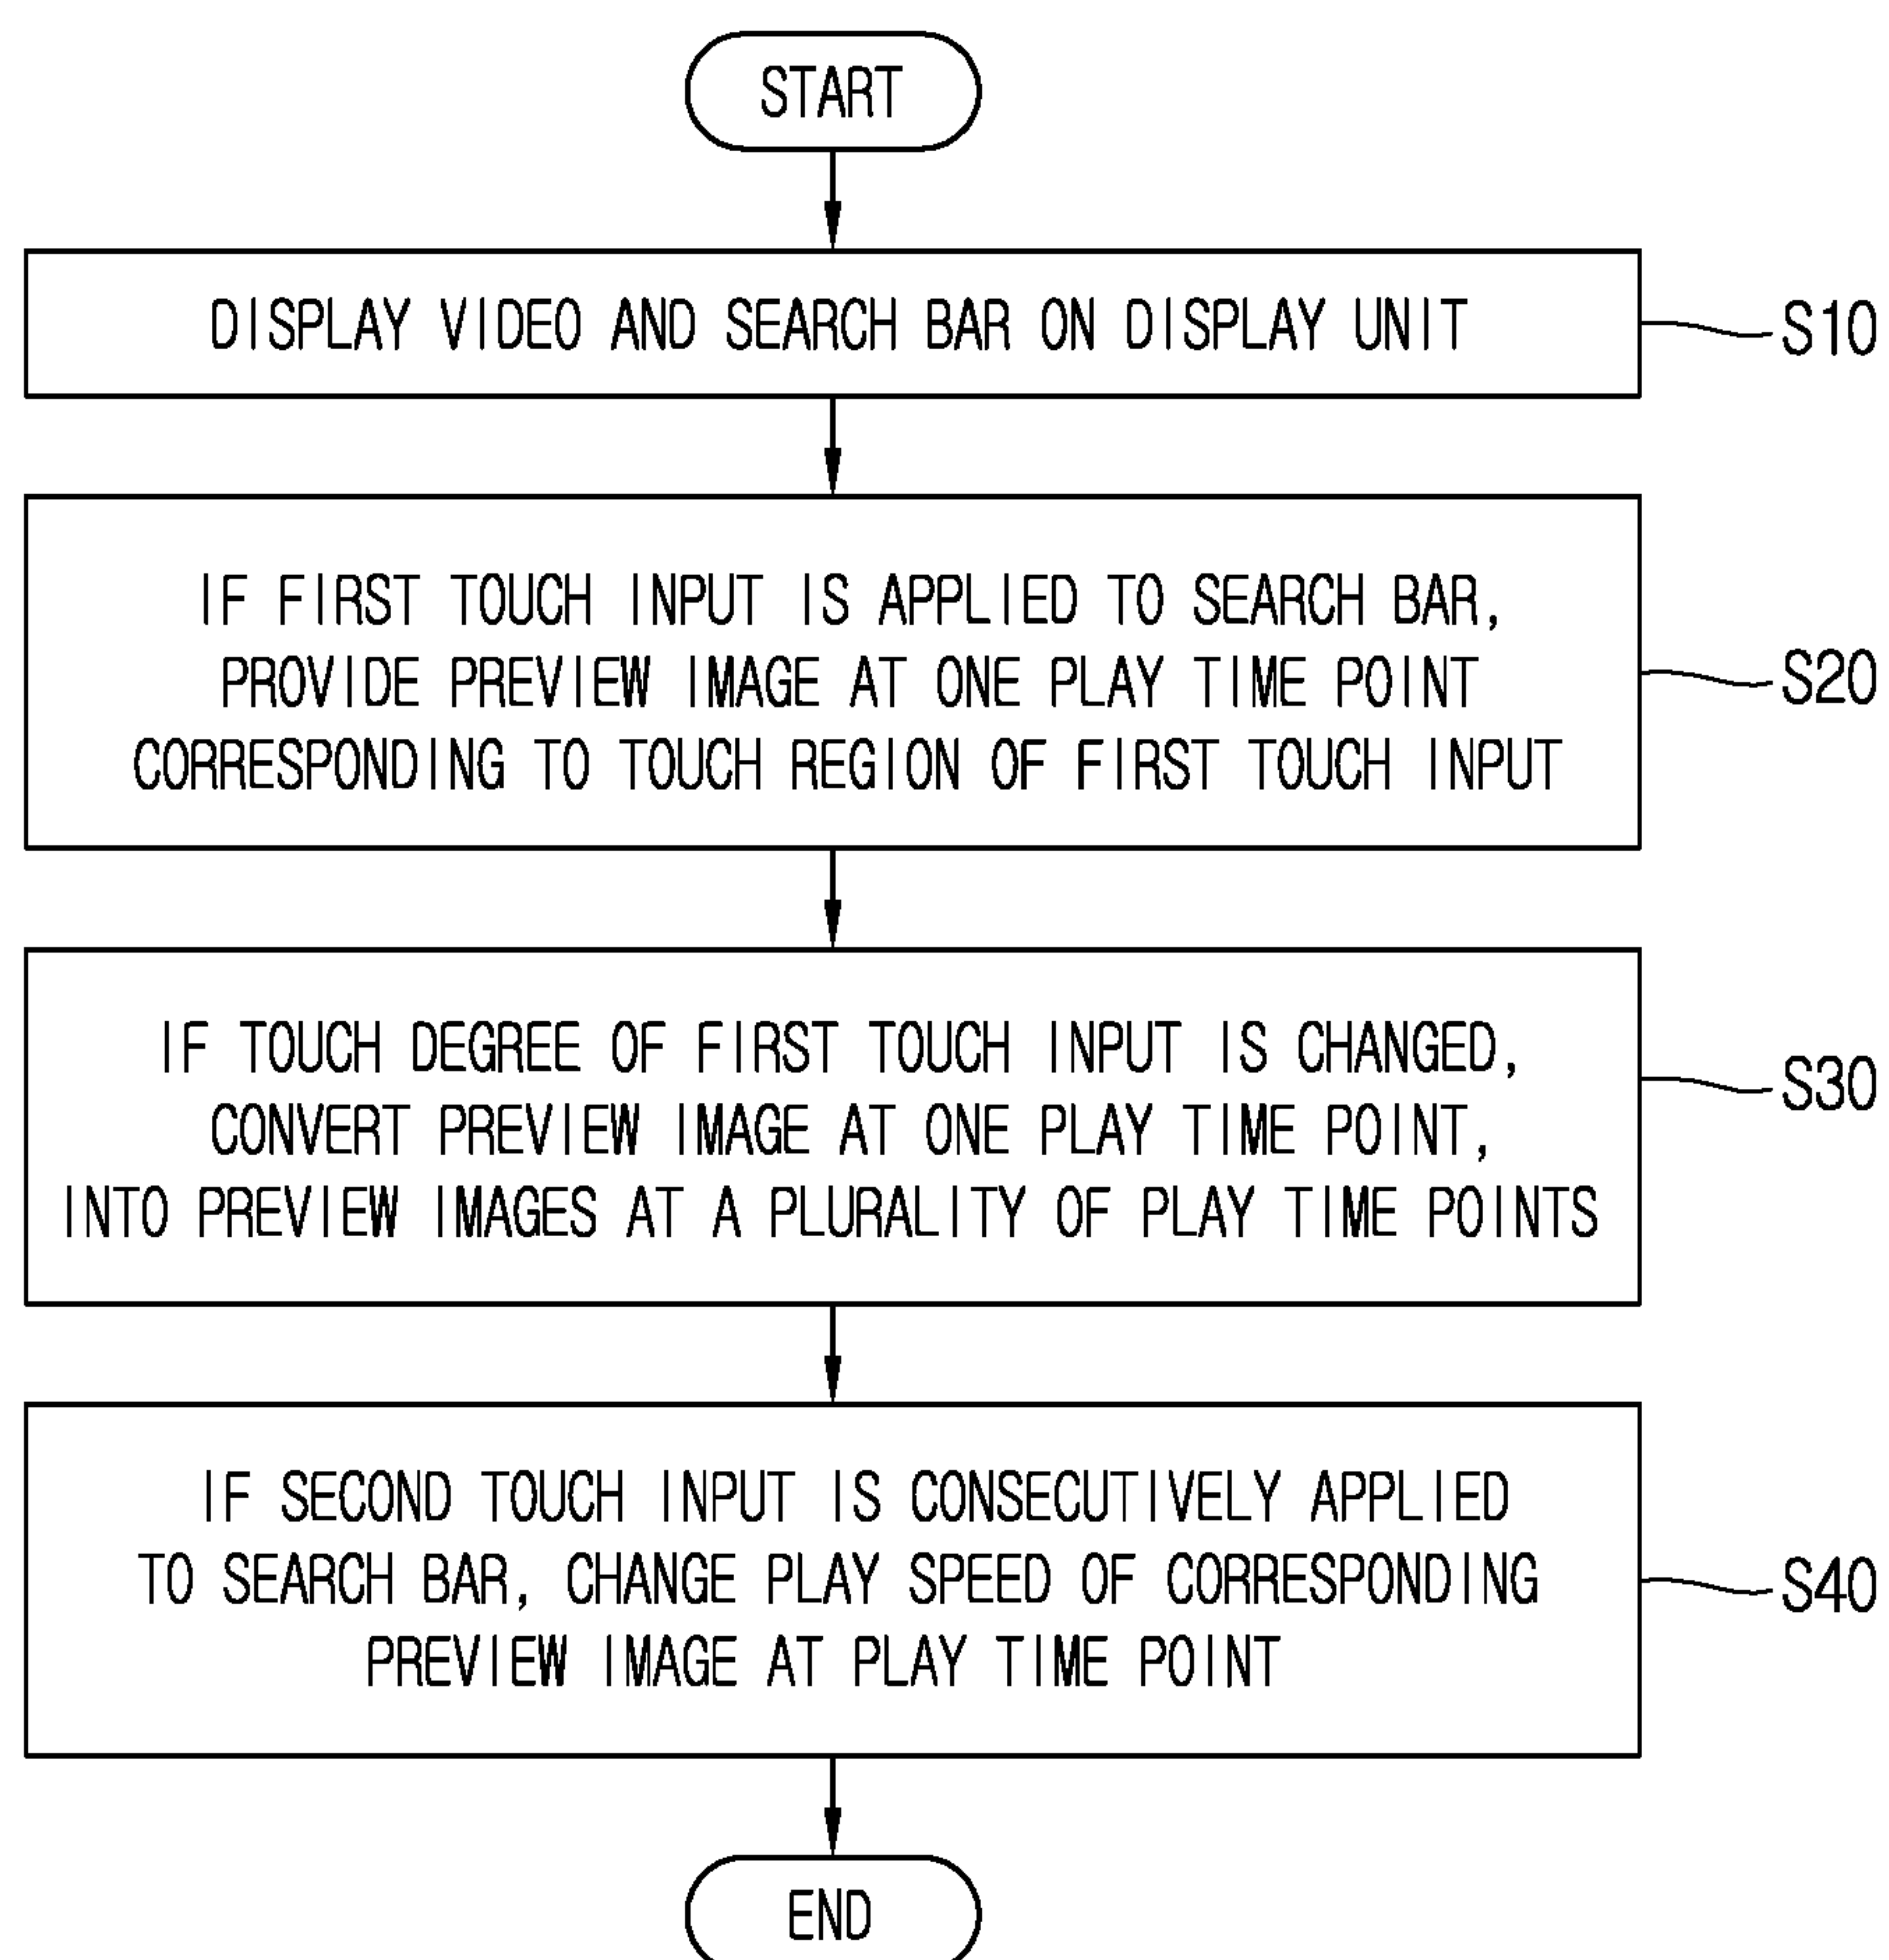 START
DISPLAY VIDEO AND SEARCH BAR ON DISPLAY UNIT
S10
IF FIRST TOUCH INPUT IS APPLIED TO SEARCH BAR,
PROVIDE PREVIEW IMAGE AT ONE PLAY TIME POINT
CORRESPONDING TO TOUCH REGION OF FIRST TOUCH INPUT
S20
IF TOUCH DEGREE OF FIRST TOUCH INPUT IS CHANGED,
CONVERT PREVIEW IMAGE AT ONE PLAY TIME POINT,
INTO PREVIEW IMAGES AT A PLURALITY OF PLAY TIME POINTS
S30
IF SECOND TOUCH INPUT IS CONSECUTIVELY APPLIED
TO SEARCH BAR, CHANGE PLAY SPEED OF CORRESPONDING
PREVIEW IMAGE AT PLAY TIME POINT
S40
END